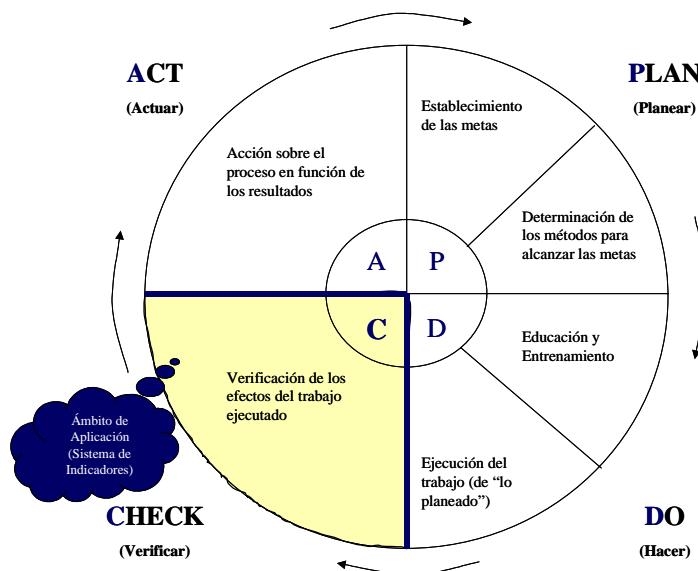 ACT
(Actuar)
PLAN
(Planear)
Establecimiento
de las metas
Acción sobre el
proceso en función de
los resultados
Determinación de
los métodos para
alcanzar las metas
A
P
C
D
Educación y
Entrenamiento
Verificación de los
efectos del trabajo
ejecutado
Ámbito de
Aplicación
(Sistema de
Indicadores)
Ejecución del
trabajo (de “lo
planeado”)
CHECK
(Verificar)
DO
(Hacer)